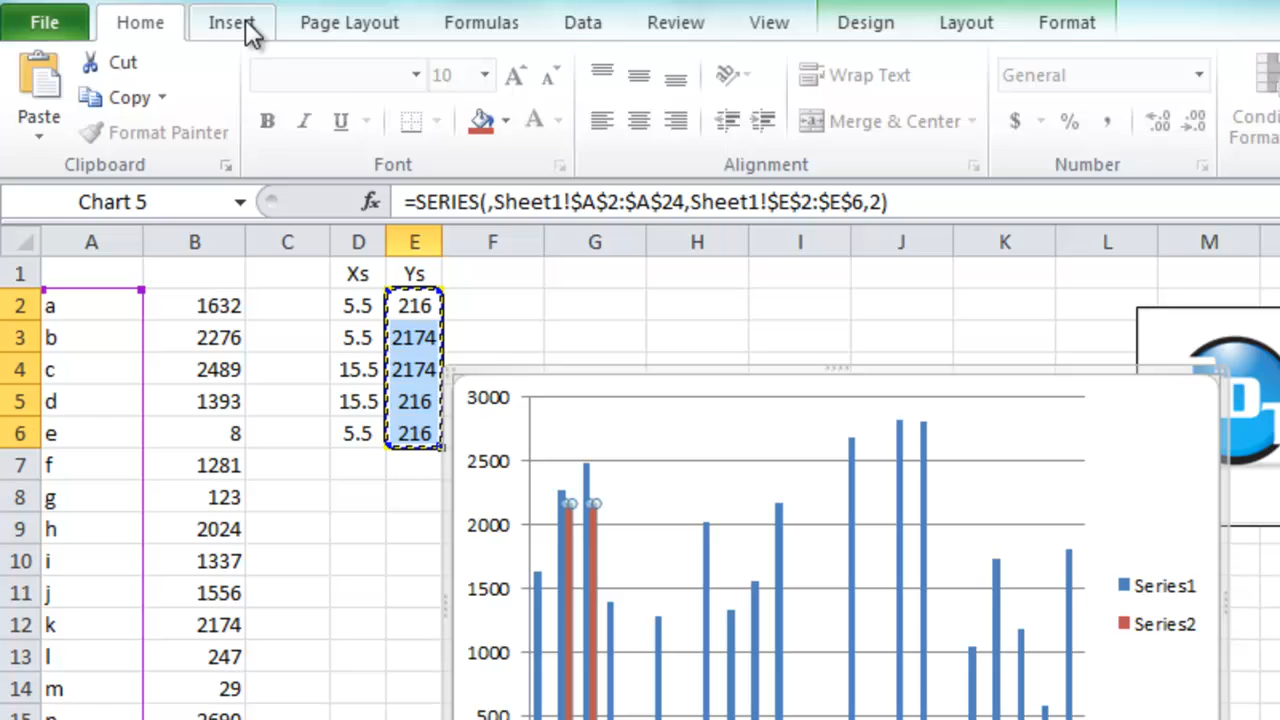 File Home Insert Page Layout Formulas Data Review View Design Layout Format
Cut 10 Wrap Text General
Copy
Paste Format Painter B I U A Merge & Center $ % , .00 .00
Clipboard Font Alignment Number
Chart 5 fx =SERIES(,Sheet1!$A$2:$A$24,Sheet1!$E$2:$E$6,2)
A B C D E F G H I J K L M
1 Xs Ys
2 a 1632 5.5 216
3 b 2276 5.5 2174
4 c 2489 15.5 2174
5 d 1393 15.5 216
6 e 8 5.5 216
7 f 1281
8 g 123
9 h 2024
10 i 1337
11 j 1556
12 k 2174
13 l 247
14 m 29
15 n 2690
3000
2500
2000
1500
1000
500
Series1
Series2